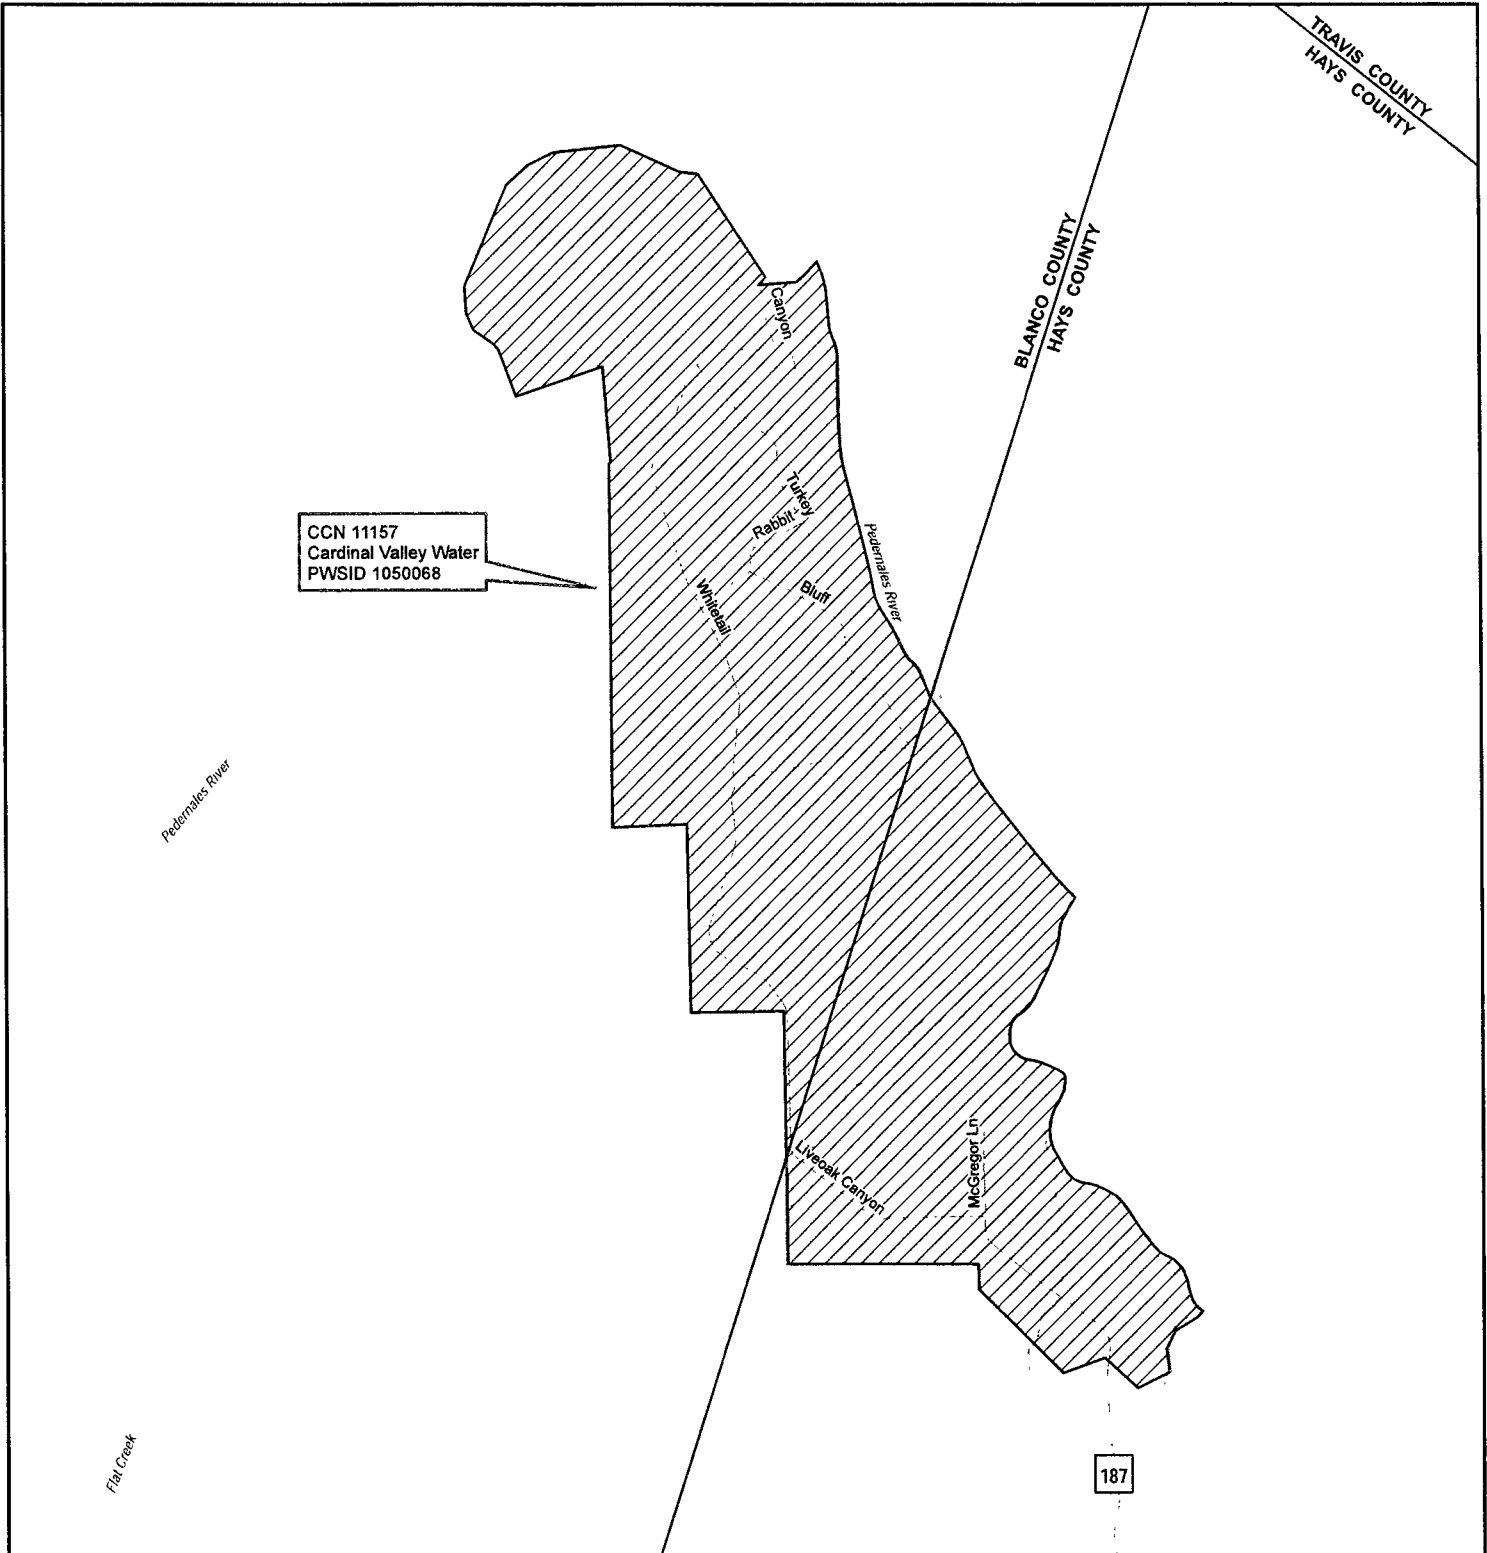 TRAVIS COUNTY
HAYS COUNTY
BLANCO COUNTY
HAYS COUNTY
Canyon
Turkey
Rabbit
CCN 11157
Cardinal Valley Water
PWSID 1050068
Pedernales River
Whitetail
Bluff
Pedernales River
Liveoak Canyon
McGregor Ln
Flat Creek
187